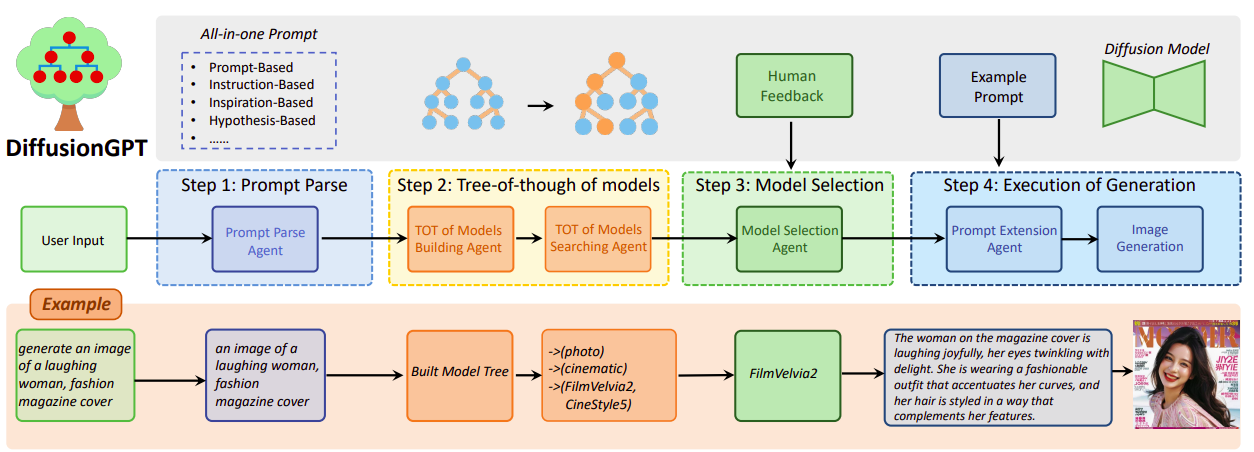 All-in-one Prompt
• Prompt-Based
• Instruction-Based
• Inspiration-Based
• Hypothesis-Based
• ......
Human
Feedback
Example
Prompt
Diffusion Model
DiffusionGPT
Step 1: Prompt Parse
Step 2: Tree-of-though of models
Step 3: Model Selection
Step 4: Execution of Generation
User Input
Prompt Parse
Agent
TOT of Models
Building Agent
TOT of Models
Searching Agent
Model Selection
Agent
Prompt Extension
Agent
Image
Generation
Example
generate an image
of a laughing
woman, fashion
magazine cover
an image of a
laughing woman,
fashion
magazine cover
Built Model Tree
->(photo)
->(cinematic)
->(FilmVelvia2,
CineStyle5)
FilmVelvia2
The woman on the magazine cover is
laughing joyfully, her eyes twinkling with
delight. She is wearing a fashionable
outfit that accentuates her curves, and
her hair is styled in a way that
complements her features.